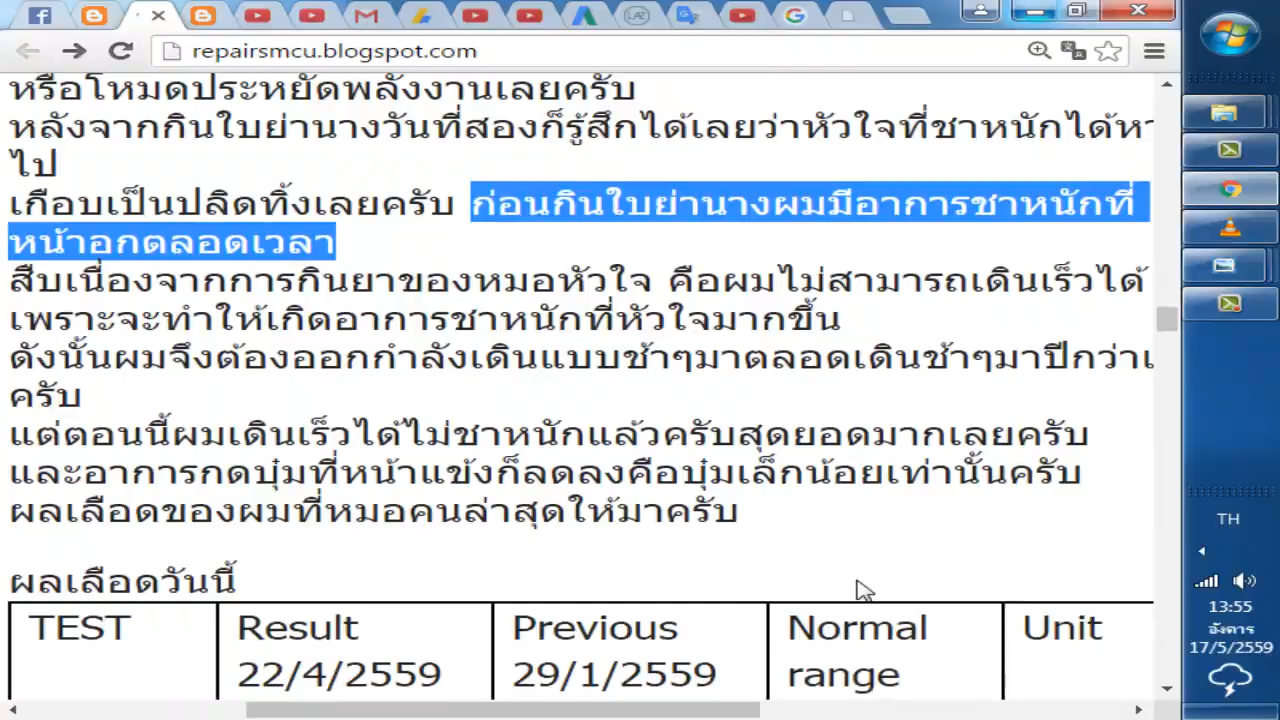 repairsmcu.blogspot.com
หรือโหมดประหยัดพลังงานเลยครับ
หลังจากกินใบย่านางวันที่สองก็รู้สึกได้เลยว่าหัวใจที่ชาหนักได้หา
ไป
เกือบเป็นปลิดทิ้งเลยครับ ก่อนกินใบย่านางผมมีอาการชาหนักที่
หน้าอกตลอดเวลา
สืบเนื่องจากการกินยาของหมอหัวใจ คือผมไม่สามารถเดินเร็วได้
เพราะจะทำให้เกิดอาการชาหนักที่หัวใจมากขึ้น
ดังนั้นผมจึงต้องออกกำลังเดินแบบช้าๆมาตลอดเดินช้าๆมาปีกว่าเ
ครับ
แต่ตอนนี้ผมเดินเร็วได้ไม่ชาหนักแล้วครับสุดยอดมากเลยครับ
และอาการกดบุ๋มที่หน้าแข้งก็ลดลงคือบุ๋มเล็กน้อยเท่านั้นครับ
ผลเลือดของผมที่หมอคนล่าสุดให้มาครับ
ผลเลือดวันนี้
TEST Result Previous Normal Unit
22/4/2559 29/1/2559 range
TH
13:55
อังคาร
17/5/2559